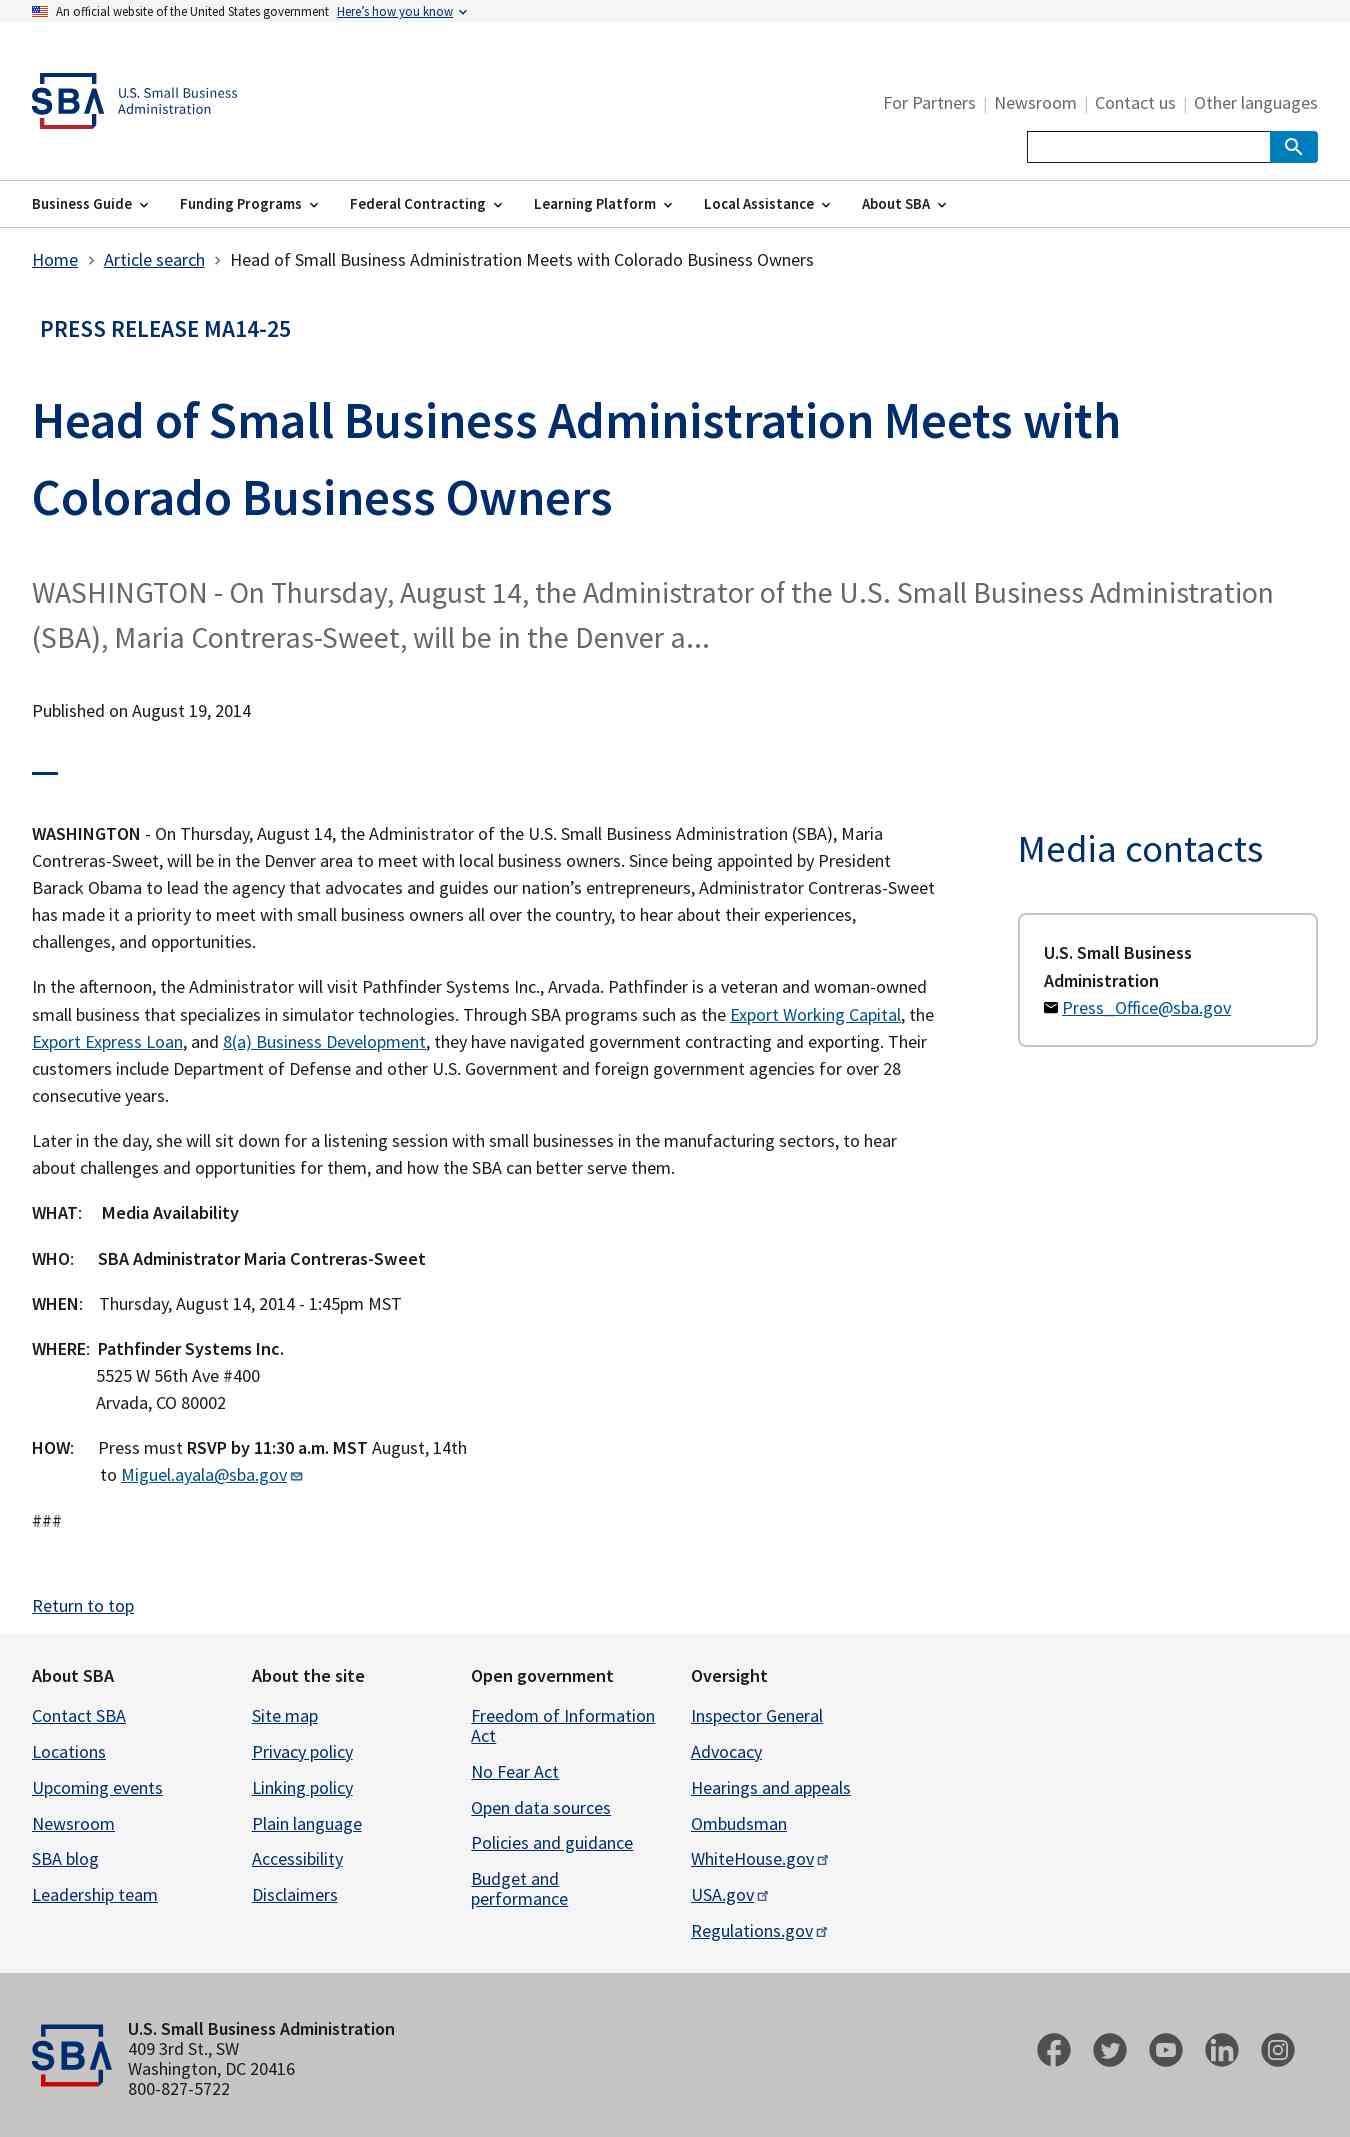 An official website of the United States government Here's how you know
SBA U.S. Small Business
Administration
For Partners | Newsroom | Contact us | Other languages
Business Guide Funding Programs Federal Contracting Learning Platform Local Assistance About SBA
Home Article search Head of Small Business Administration Meets with Colorado Business Owners
PRESS RELEASE MA14-25
Head of Small Business Administration Meets with
Colorado Business Owners
WASHINGTON - On Thursday, August 14, the Administrator of the U.S. Small Business Administration
(SBA), Maria Contreras-Sweet, will be in the Denver a...
Published on August 19, 2014
WASHINGTON - On Thursday, August 14, the Administrator of the U.S. Small Business Administration (SBA), Maria
Contreras-Sweet, will be in the Denver area to meet with local business owners. Since being appointed by President
Barack Obama to lead the agency that advocates and guides our nation’s entrepreneurs, Administrator Contreras-Sweet
has made it a priority to meet with small business owners all over the country, to hear about their experiences,
challenges, and opportunities.
In the afternoon, the Administrator will visit Pathfinder Systems Inc., Arvada. Pathfinder is a veteran and woman-owned
small business that specializes in simulator technologies. Through SBA programs such as the Export Working Capital, the
Export Express Loan, and 8(a) Business Development, they have navigated government contracting and exporting. Their
customers include Department of Defense and other U.S. Government and foreign government agencies for over 28
consecutive years.
Later in the day, she will sit down for a listening session with small businesses in the manufacturing sectors, to hear
about challenges and opportunities for them, and how the SBA can better serve them.
WHAT: Media Availability
WHO: SBA Administrator Maria Contreras-Sweet
WHEN: Thursday, August 14, 2014 - 1:45pm MST
WHERE: Pathfinder Systems Inc.
5525 W 56th Ave #400
Arvada, CO 80002
HOW: Press must RSVP by 11:30 a.m. MST August, 14th
to Miguel.ayala@sba.gov
###
Media contacts
U.S. Small Business
Administration
Press_Office@sba.gov
Return to top
About SBA
Contact SBA
Locations
Upcoming events
Newsroom
SBA blog
Leadership team
About the site
Site map
Privacy policy
Linking policy
Plain language
Accessibility
Disclaimers
Open government
Freedom of Information
Act
No Fear Act
Open data sources
Policies and guidance
Budget and
performance
Oversight
Inspector General
Advocacy
Hearings and appeals
Ombudsman
WhiteHouse.gov
USA.gov
Regulations.gov
SBA
U.S. Small Business Administration
409 3rd St., SW
Washington, DC 20416
800-827-5722